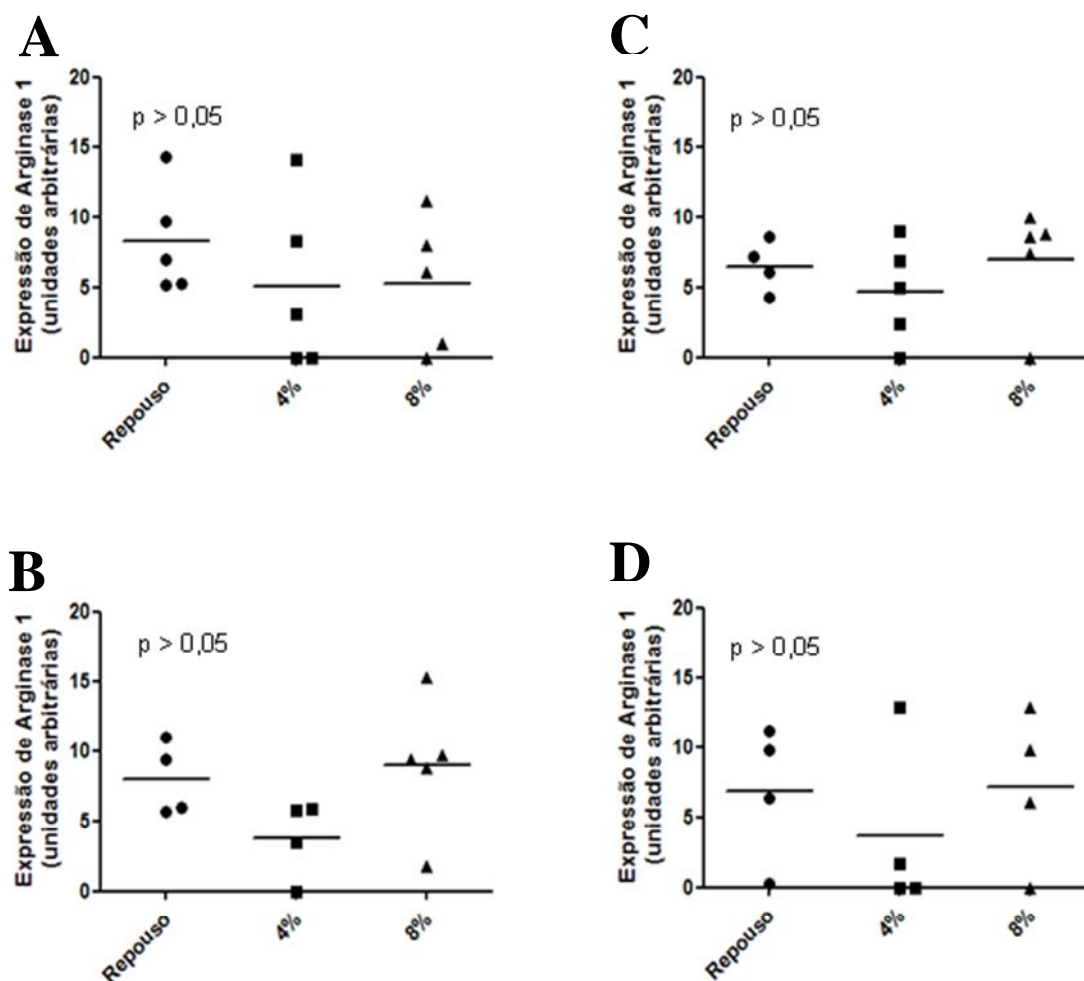 A
Expressão de Arginase 1
(unidades arbitrárias)
20
15
10
5
0
p > 0,05
Repouso
4%
8%
C
Expressão de Arginase 1
(unidades arbitrárias)
20
15
10
5
0
p > 0,05
Repouso
4%
8%
B
Expressão de Arginase 1
(unidades arbitrárias)
20
15
10
5
0
p > 0,05
Repouso
4%
8%
D
Expressão de Arginase 1
(unidades arbitrárias)
20
15
10
5
0
p > 0,05
Repouso
4%
8%